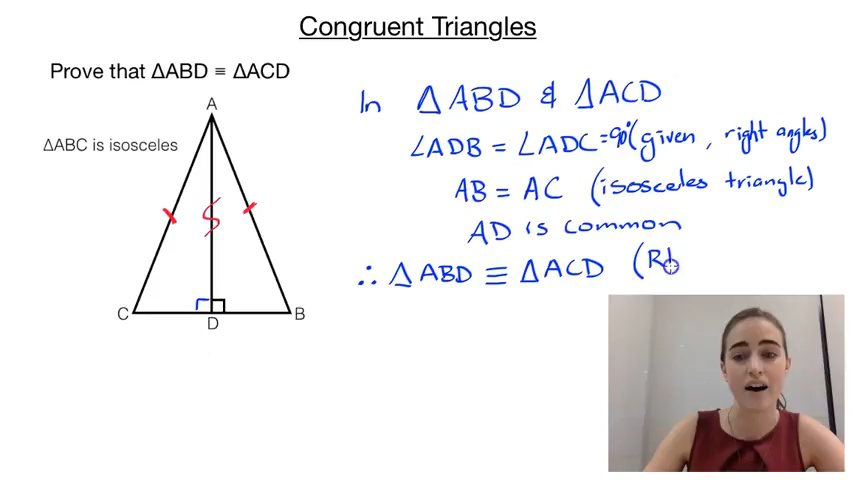 Congruent Triangles
Prove that ΔABD ≡ ΔACD
ΔABC is isosceles
A
C
D
B
In ΔABD & ΔACD
∠ADB = ∠ADC = 90° (given, right angles)
AB = AC (isosceles triangle)
AD is common
∴ ΔABD ≡ ΔACD (R